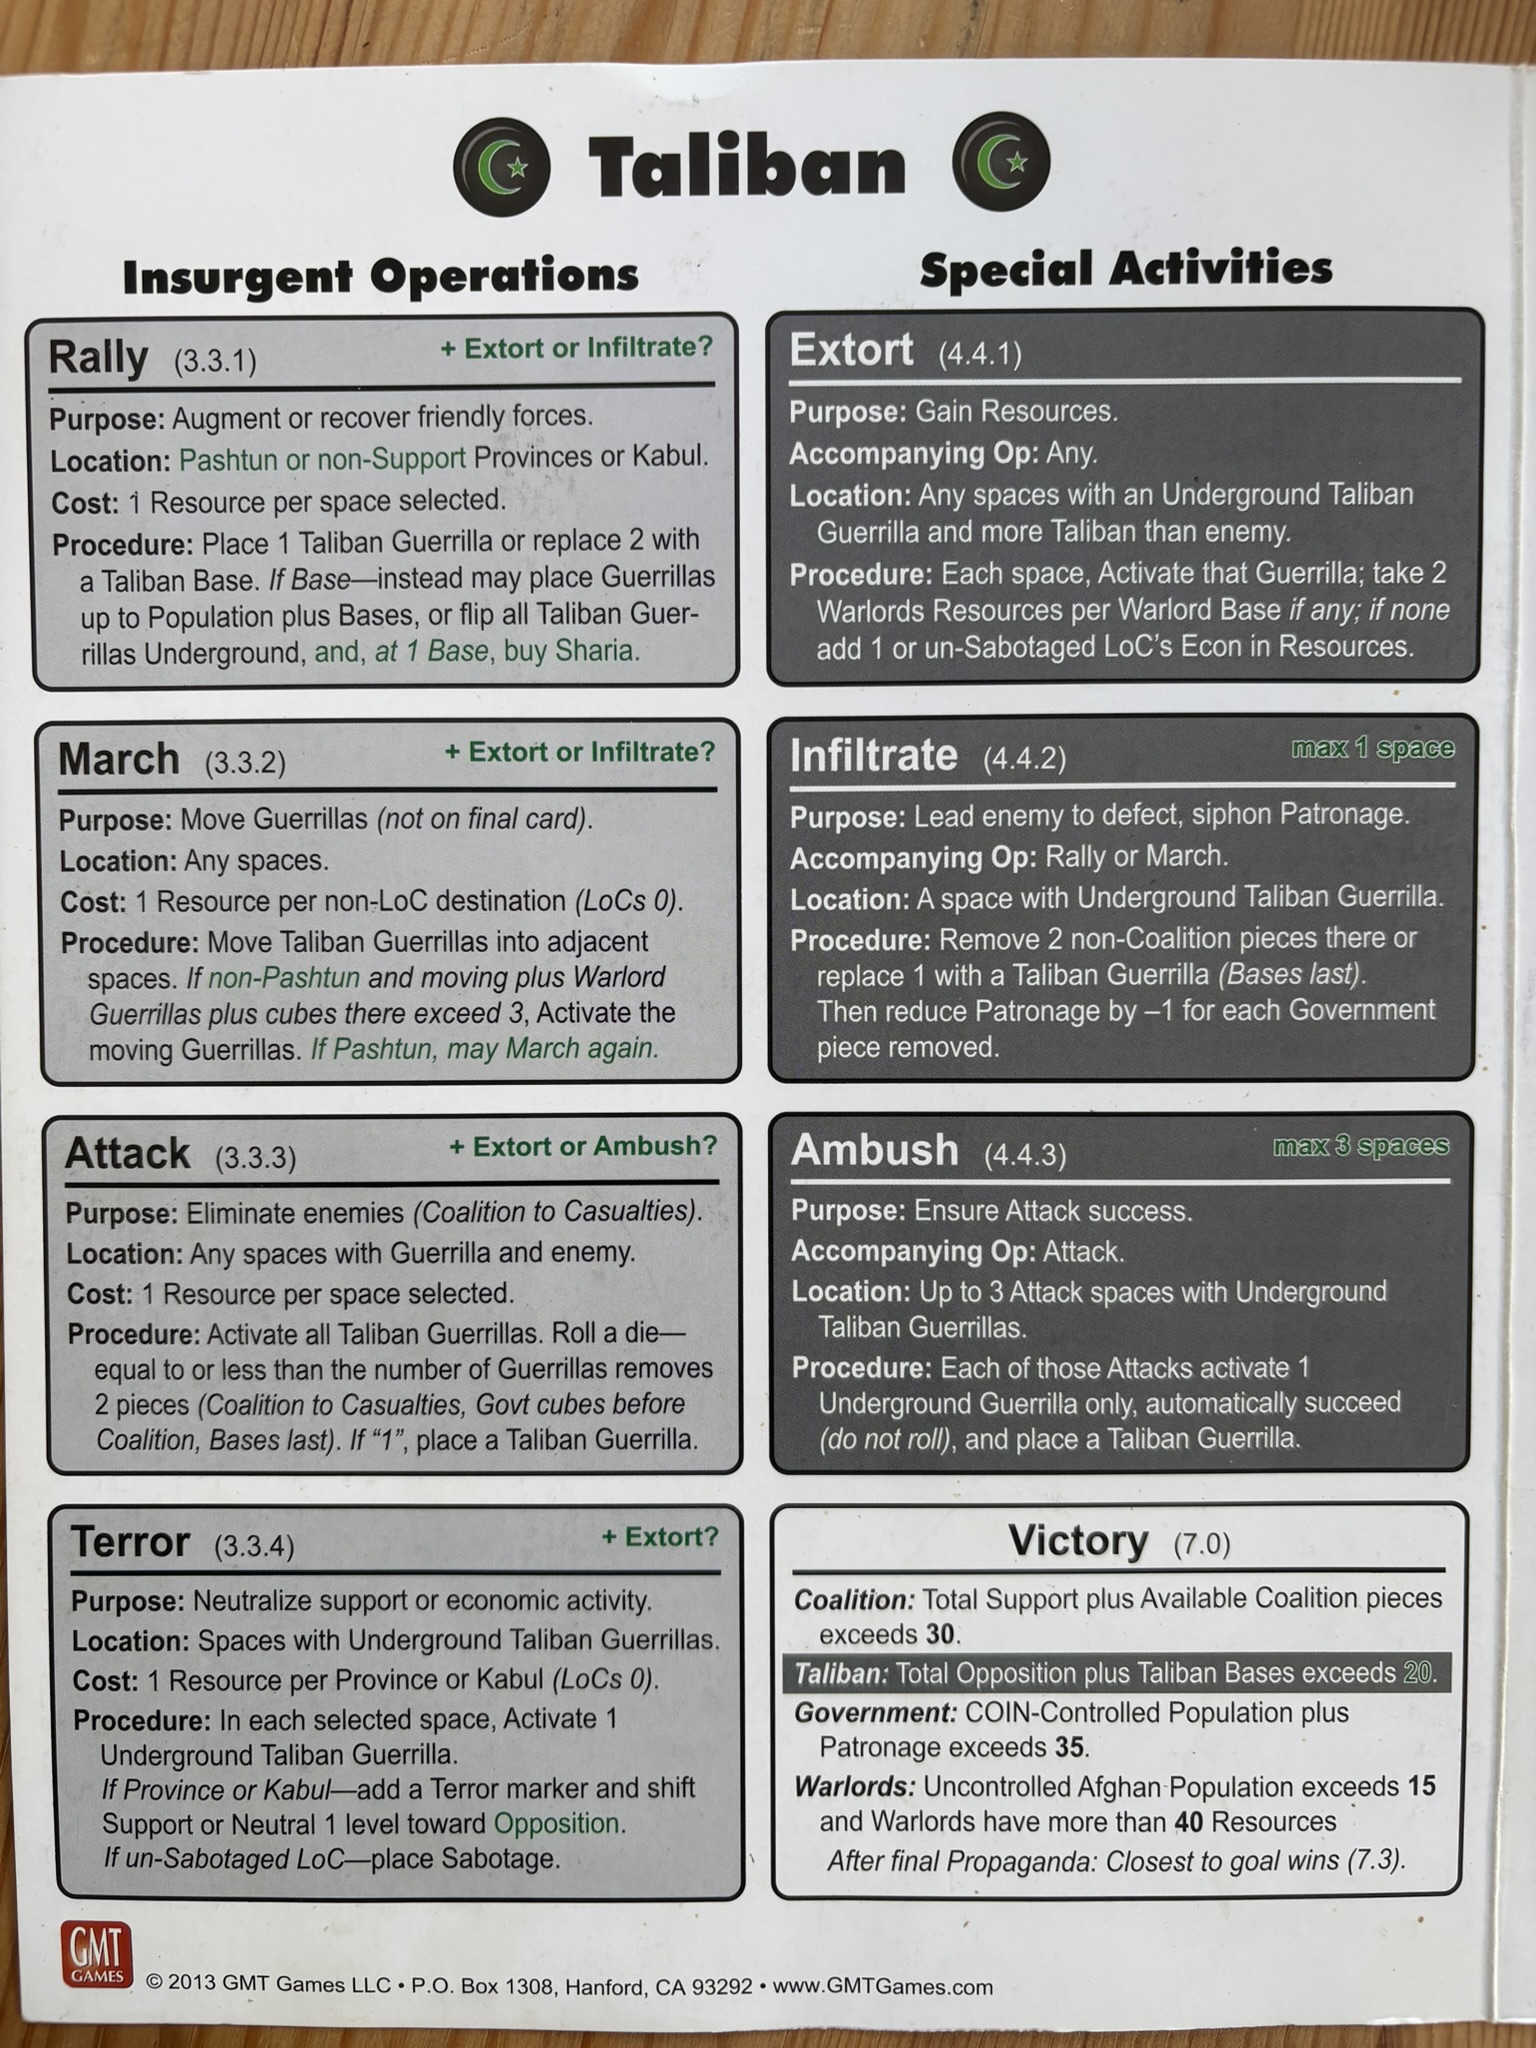 Taliban
Insurgent Operations
Rally (3.3.1) + Extort or Infiltrate?
Purpose: Augment or recover friendly forces.
Location: Pashtun or non-Support Provinces or Kabul.
Cost: 1 Resource per space selected.
Procedure: Place 1 Taliban Guerrilla or replace 2 with
a Taliban Base. If Base—instead may place Guerrillas
up to Population plus Bases, or flip all Taliban Guer-
rillas Underground, and, at 1 Base, buy Sharia.
March (3.3.2) + Extort or Infiltrate?
Purpose: Move Guerrillas (not on final card).
Location: Any spaces.
Cost: 1 Resource per non-LoC destination (LoCs 0).
Procedure: Move Taliban Guerrillas into adjacent
spaces. If non-Pashtun and moving plus Warlord
Guerrillas plus cubes there exceed 3, Activate the
moving Guerrillas. If Pashtun, may March again.
Attack (3.3.3) + Extort or Ambush?
Purpose: Eliminate enemies (Coalition to Casualties).
Location: Any spaces with Guerrilla and enemy.
Cost: 1 Resource per space selected.
Procedure: Activate all Taliban Guerrillas. Roll a die—
equal to or less than the number of Guerrillas removes
2 pieces (Coalition to Casualties, Govt cubes before
Coalition, Bases last). If “1”, place a Taliban Guerrilla.
Terror (3.3.4) + Extort?
Purpose: Neutralize support or economic activity.
Location: Spaces with Underground Taliban Guerrillas.
Cost: 1 Resource per Province or Kabul (LoCs 0).
Procedure: In each selected space, Activate 1
Underground Taliban Guerrilla.
If Province or Kabul—add a Terror marker and shift
Support or Neutral 1 level toward Opposition.
If un-Sabotaged LoC—place Sabotage.
Special Activities
Extort (4.4.1)
Purpose: Gain Resources.
Accompanying Op: Any.
Location: Any spaces with an Underground Taliban
Guerrilla and more Taliban than enemy.
Procedure: Each space, Activate that Guerrilla; take 2
Warlords Resources per Warlord Base if any; if none
add 1 or un-Sabotaged LoC’s Econ in Resources.
Infiltrate (4.4.2) max 1 space
Purpose: Lead enemy to defect, siphon Patronage.
Accompanying Op: Rally or March.
Location: A space with Underground Taliban Guerrilla.
Procedure: Remove 2 non-Coalition pieces there or
replace 1 with a Taliban Guerrilla (Bases last).
Then reduce Patronage by –1 for each Government
piece removed.
Ambush (4.4.3) max 3 spaces
Purpose: Ensure Attack success.
Accompanying Op: Attack.
Location: Up to 3 Attack spaces with Underground
Taliban Guerrillas.
Procedure: Each of those Attacks activate 1
Underground Guerrilla only, automatically succeed
(do not roll), and place a Taliban Guerrilla.
Victory (7.0)
Coalition: Total Support plus Available Coalition pieces
exceeds 30.
Taliban: Total Opposition plus Taliban Bases exceeds 20.
Government: COIN-Controlled Population plus
Patronage exceeds 35.
Warlords: Uncontrolled Afghan Population exceeds 15
and Warlords have more than 40 Resources
After final Propaganda: Closest to goal wins (7.3).
GMT
GAMES
© 2013 GMT Games LLC • P.O. Box 1308, Hanford, CA 93292 • www.GMTGames.com